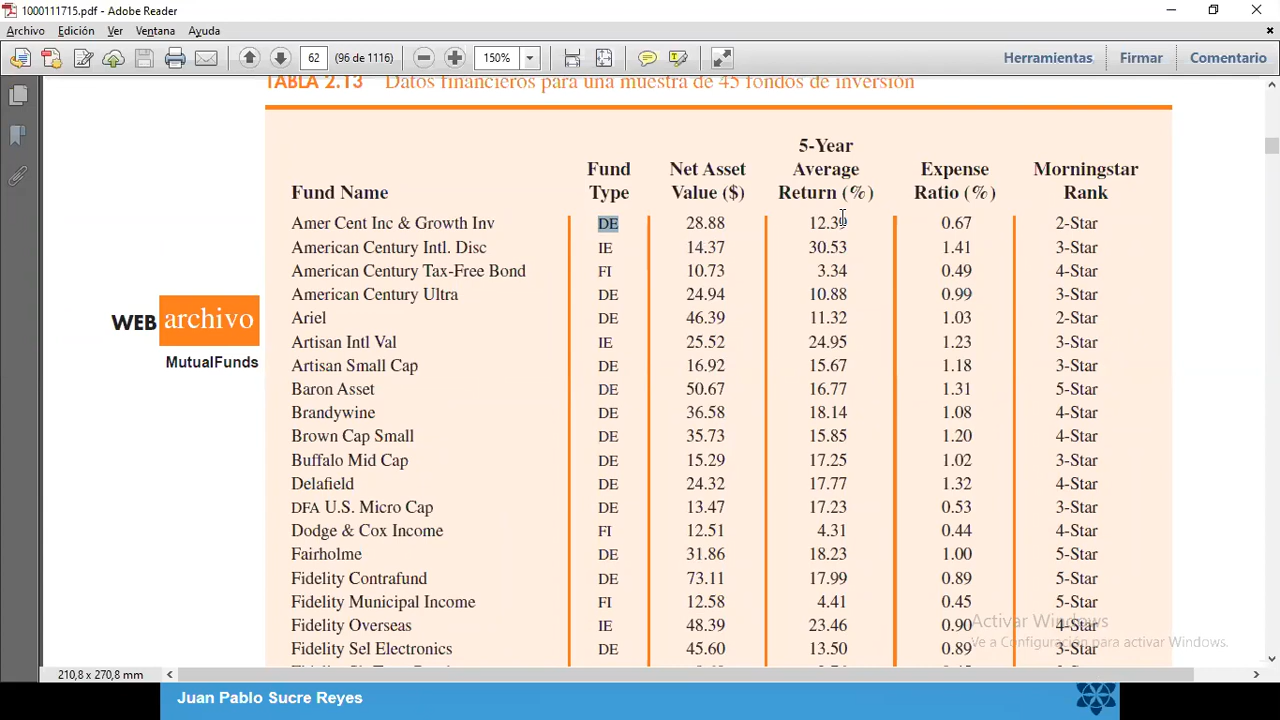 1000111715.pdf - Adobe Reader
Archivo Edición Ver Ventana Ayuda
62 (96 de 1116) 150% Herramientas Firmar Comentario
TABLA 2.13 Datos financieros para una muestra de 45 fondos de inversión
5-Year
Fund Net Asset Average Expense Morningstar
Fund Name Type Value ($) Return (%) Ratio (%) Rank
Amer Cent Inc & Growth Inv DE 28.88 12.39 0.67 2-Star
American Century Intl. Disc IE 14.37 30.53 1.41 3-Star
American Century Tax-Free Bond FI 10.73 3.34 0.49 4-Star
American Century Ultra DE 24.94 10.88 0.99 3-Star
Ariel DE 46.39 11.32 1.03 2-Star
Artisan Intl Val IE 25.52 24.95 1.23 3-Star
Artisan Small Cap DE 16.92 15.67 1.18 3-Star
Baron Asset DE 50.67 16.77 1.31 5-Star
Brandywine DE 36.58 18.14 1.08 4-Star
Brown Cap Small DE 35.73 15.85 1.20 4-Star
Buffalo Mid Cap DE 15.29 17.25 1.02 3-Star
Delafield DE 24.32 17.77 1.32 4-Star
DFA U.S. Micro Cap DE 13.47 17.23 0.53 3-Star
Dodge & Cox Income FI 12.51 4.31 0.44 4-Star
Fairholme DE 31.86 18.23 1.00 5-Star
Fidelity Contrafund DE 73.11 17.99 0.89 5-Star
Fidelity Municipal Income FI 12.58 4.41 0.45 5-Star
Fidelity Overseas IE 48.39 23.46 0.90 4-Star
Fidelity Sel Electronics DE 45.60 13.50 0.89 3-Star
WEB archivo
MutualFunds
Activar Windows
Ve a Configuración para activar Windows.
210,8 x 270,8 mm
Juan Pablo Sucre Reyes